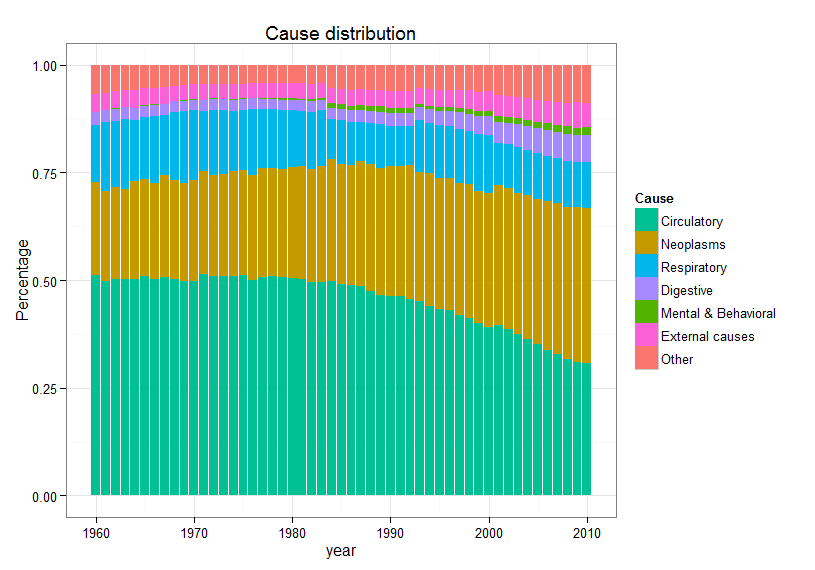 Cause distribution
Percentage
1.00
0.75
0.50
0.25
0.00
1960 1970 1980 1990 2000 2010
year
Cause
Circulatory
Neoplasms
Respiratory
Digestive
Mental & Behavioral
External causes
Other